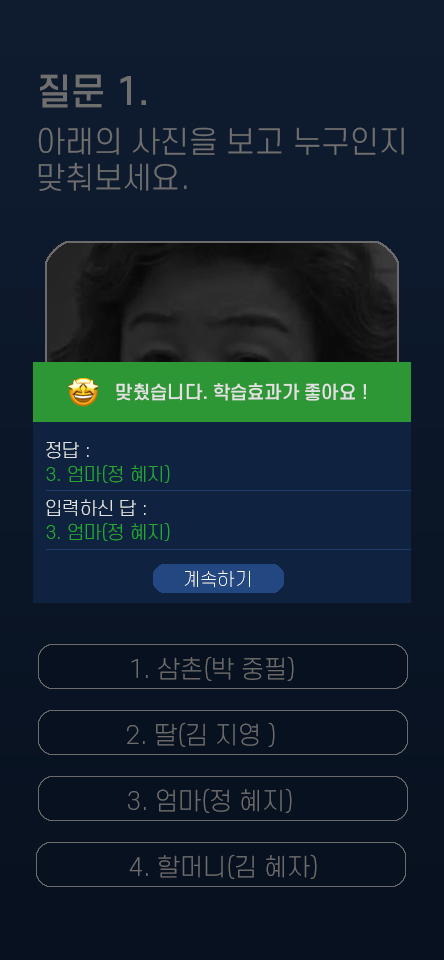 질문 1.
아래의 사진을 보고 누구인지
맞춰보세요.
맞췄습니다. 학습효과가 좋아요 !
정답 :
3. 엄마(정 혜지)
입력하신 답 :
3. 엄마(정 혜지)
계속하기
1. 삼촌(박 중필)
2. 딸(김 지영 )
3. 엄마(정 혜지)
4. 할머니(김 혜자)